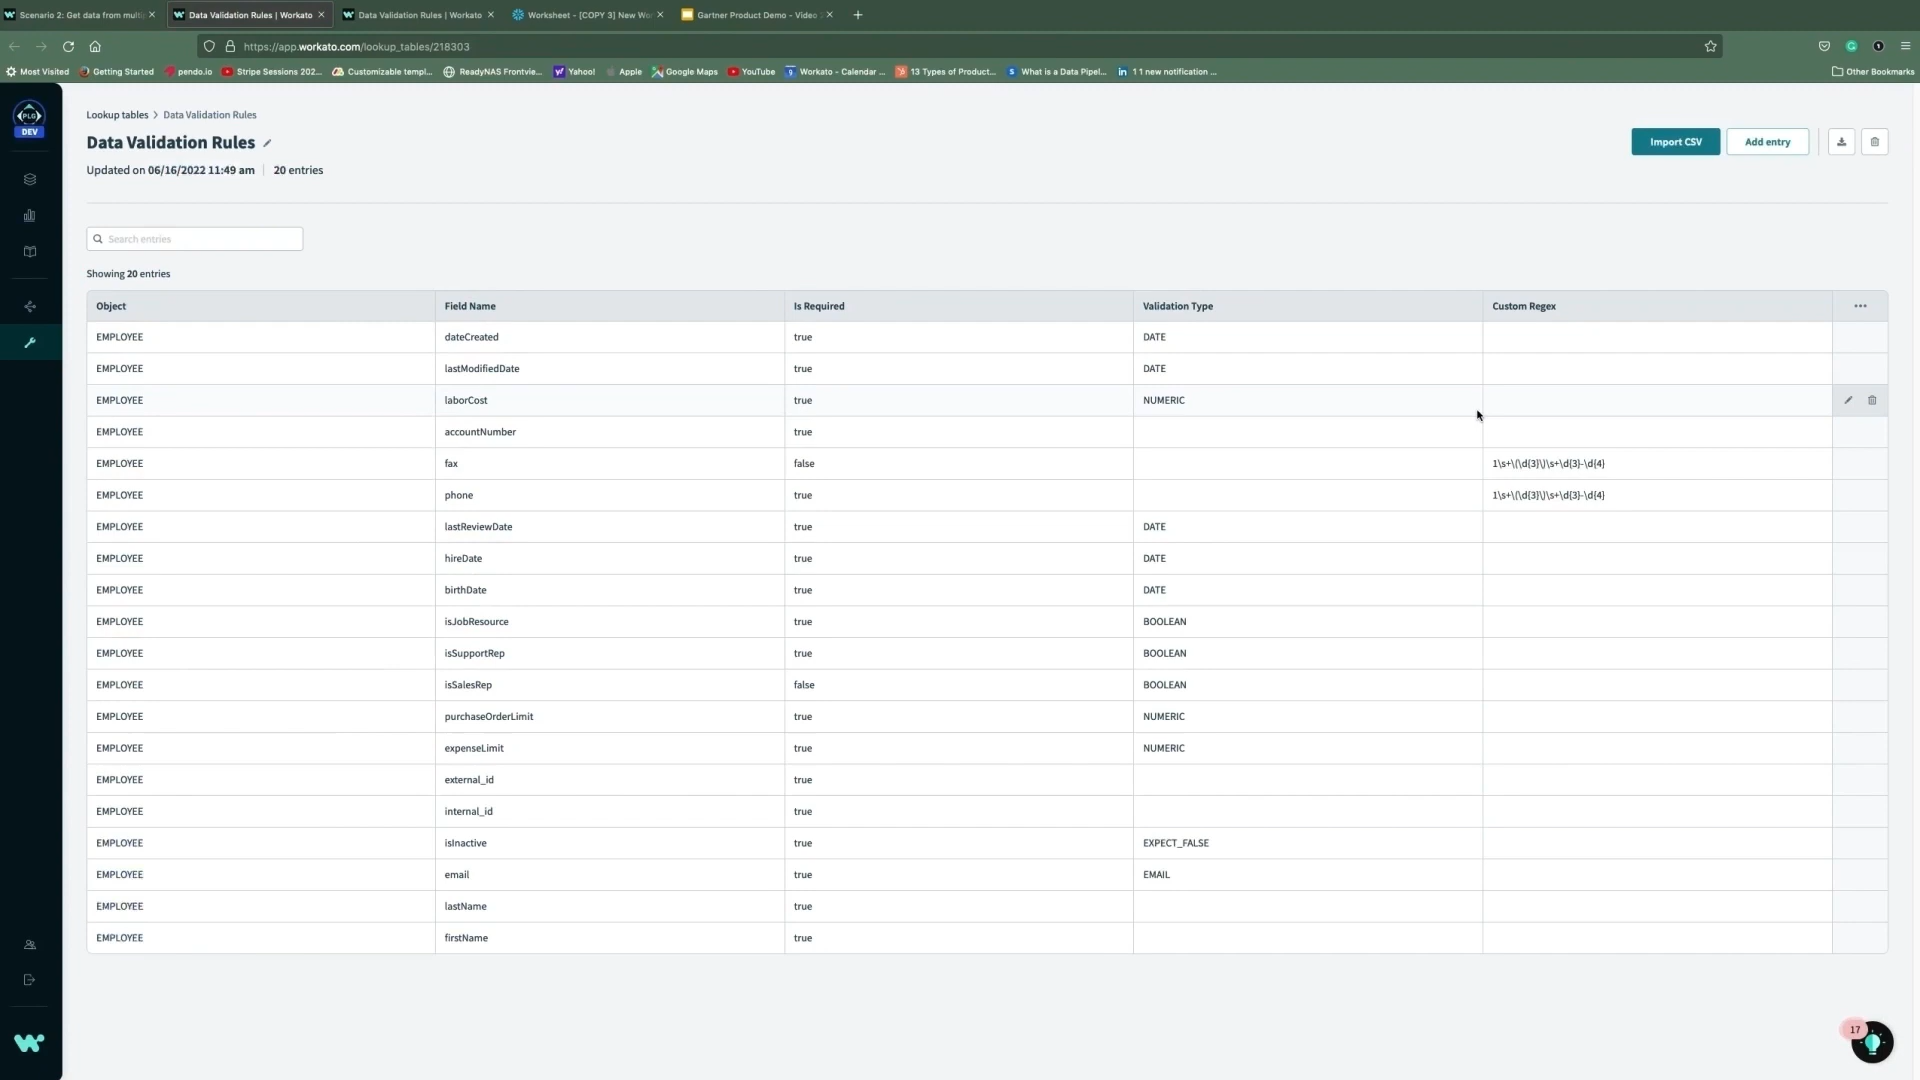 Scenario 2: Get data from multi
Data Validation Rules | Workato
Data Validation Rules | Workato
Worksheet - [COPY 3] New Wo
Gartner Product Demo - Video
https://app.workato.com/lookup_tables/218303
Most Visited
Getting Started
pendo.io
Stripe Sessions 202...
Customizable templ...
ReadyNAS Frontvie...
Yahoo!
Apple
Google Maps
YouTube
Workato - Calendar ...
13 Types of Product...
What is a Data Pipel...
1 1 new notification ...
Other Bookmarks
PLG
DEV
Lookup tables > Data Validation Rules
Data Validation Rules
Import CSV
Add entry
Updated on 06/16/2022 11:49 am | 20 entries
Search entries
Showing 20 entries
Object Field Name Is Required Validation Type Custom Regex
EMPLOYEE dateCreated true DATE
EMPLOYEE lastModifiedDate true DATE
EMPLOYEE laborCost true NUMERIC
EMPLOYEE accountNumber true
EMPLOYEE fax false 1\s+\(\d{3}\)\s+\d{3}-\d{4}
EMPLOYEE phone true 1\s+\(\d{3}\)\s+\d{3}-\d{4}
EMPLOYEE lastReviewDate true DATE
EMPLOYEE hireDate true DATE
EMPLOYEE birthDate true DATE
EMPLOYEE isJobResource true BOOLEAN
EMPLOYEE isSupportRep true BOOLEAN
EMPLOYEE isSalesRep false BOOLEAN
EMPLOYEE purchaseOrderLimit true NUMERIC
EMPLOYEE expenseLimit true NUMERIC
EMPLOYEE external_id true
EMPLOYEE internal_id true
EMPLOYEE isInactive true EXPECT_FALSE
EMPLOYEE email true EMAIL
EMPLOYEE lastName true
EMPLOYEE firstName true
17